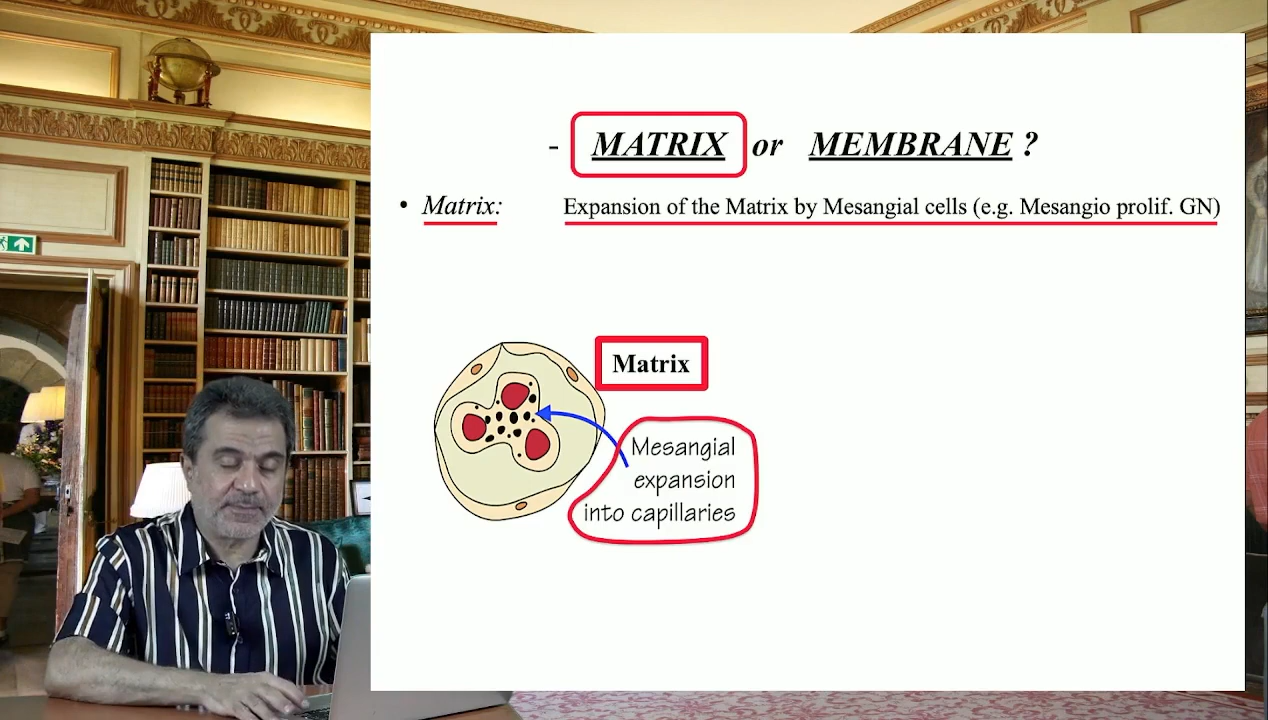 - MATRIX or MEMBRANE ?
• Matrix: Expansion of the Matrix by Mesangial cells (e.g. Mesangio prolif. GN)
Matrix
Mesangial
expansion
into capillaries